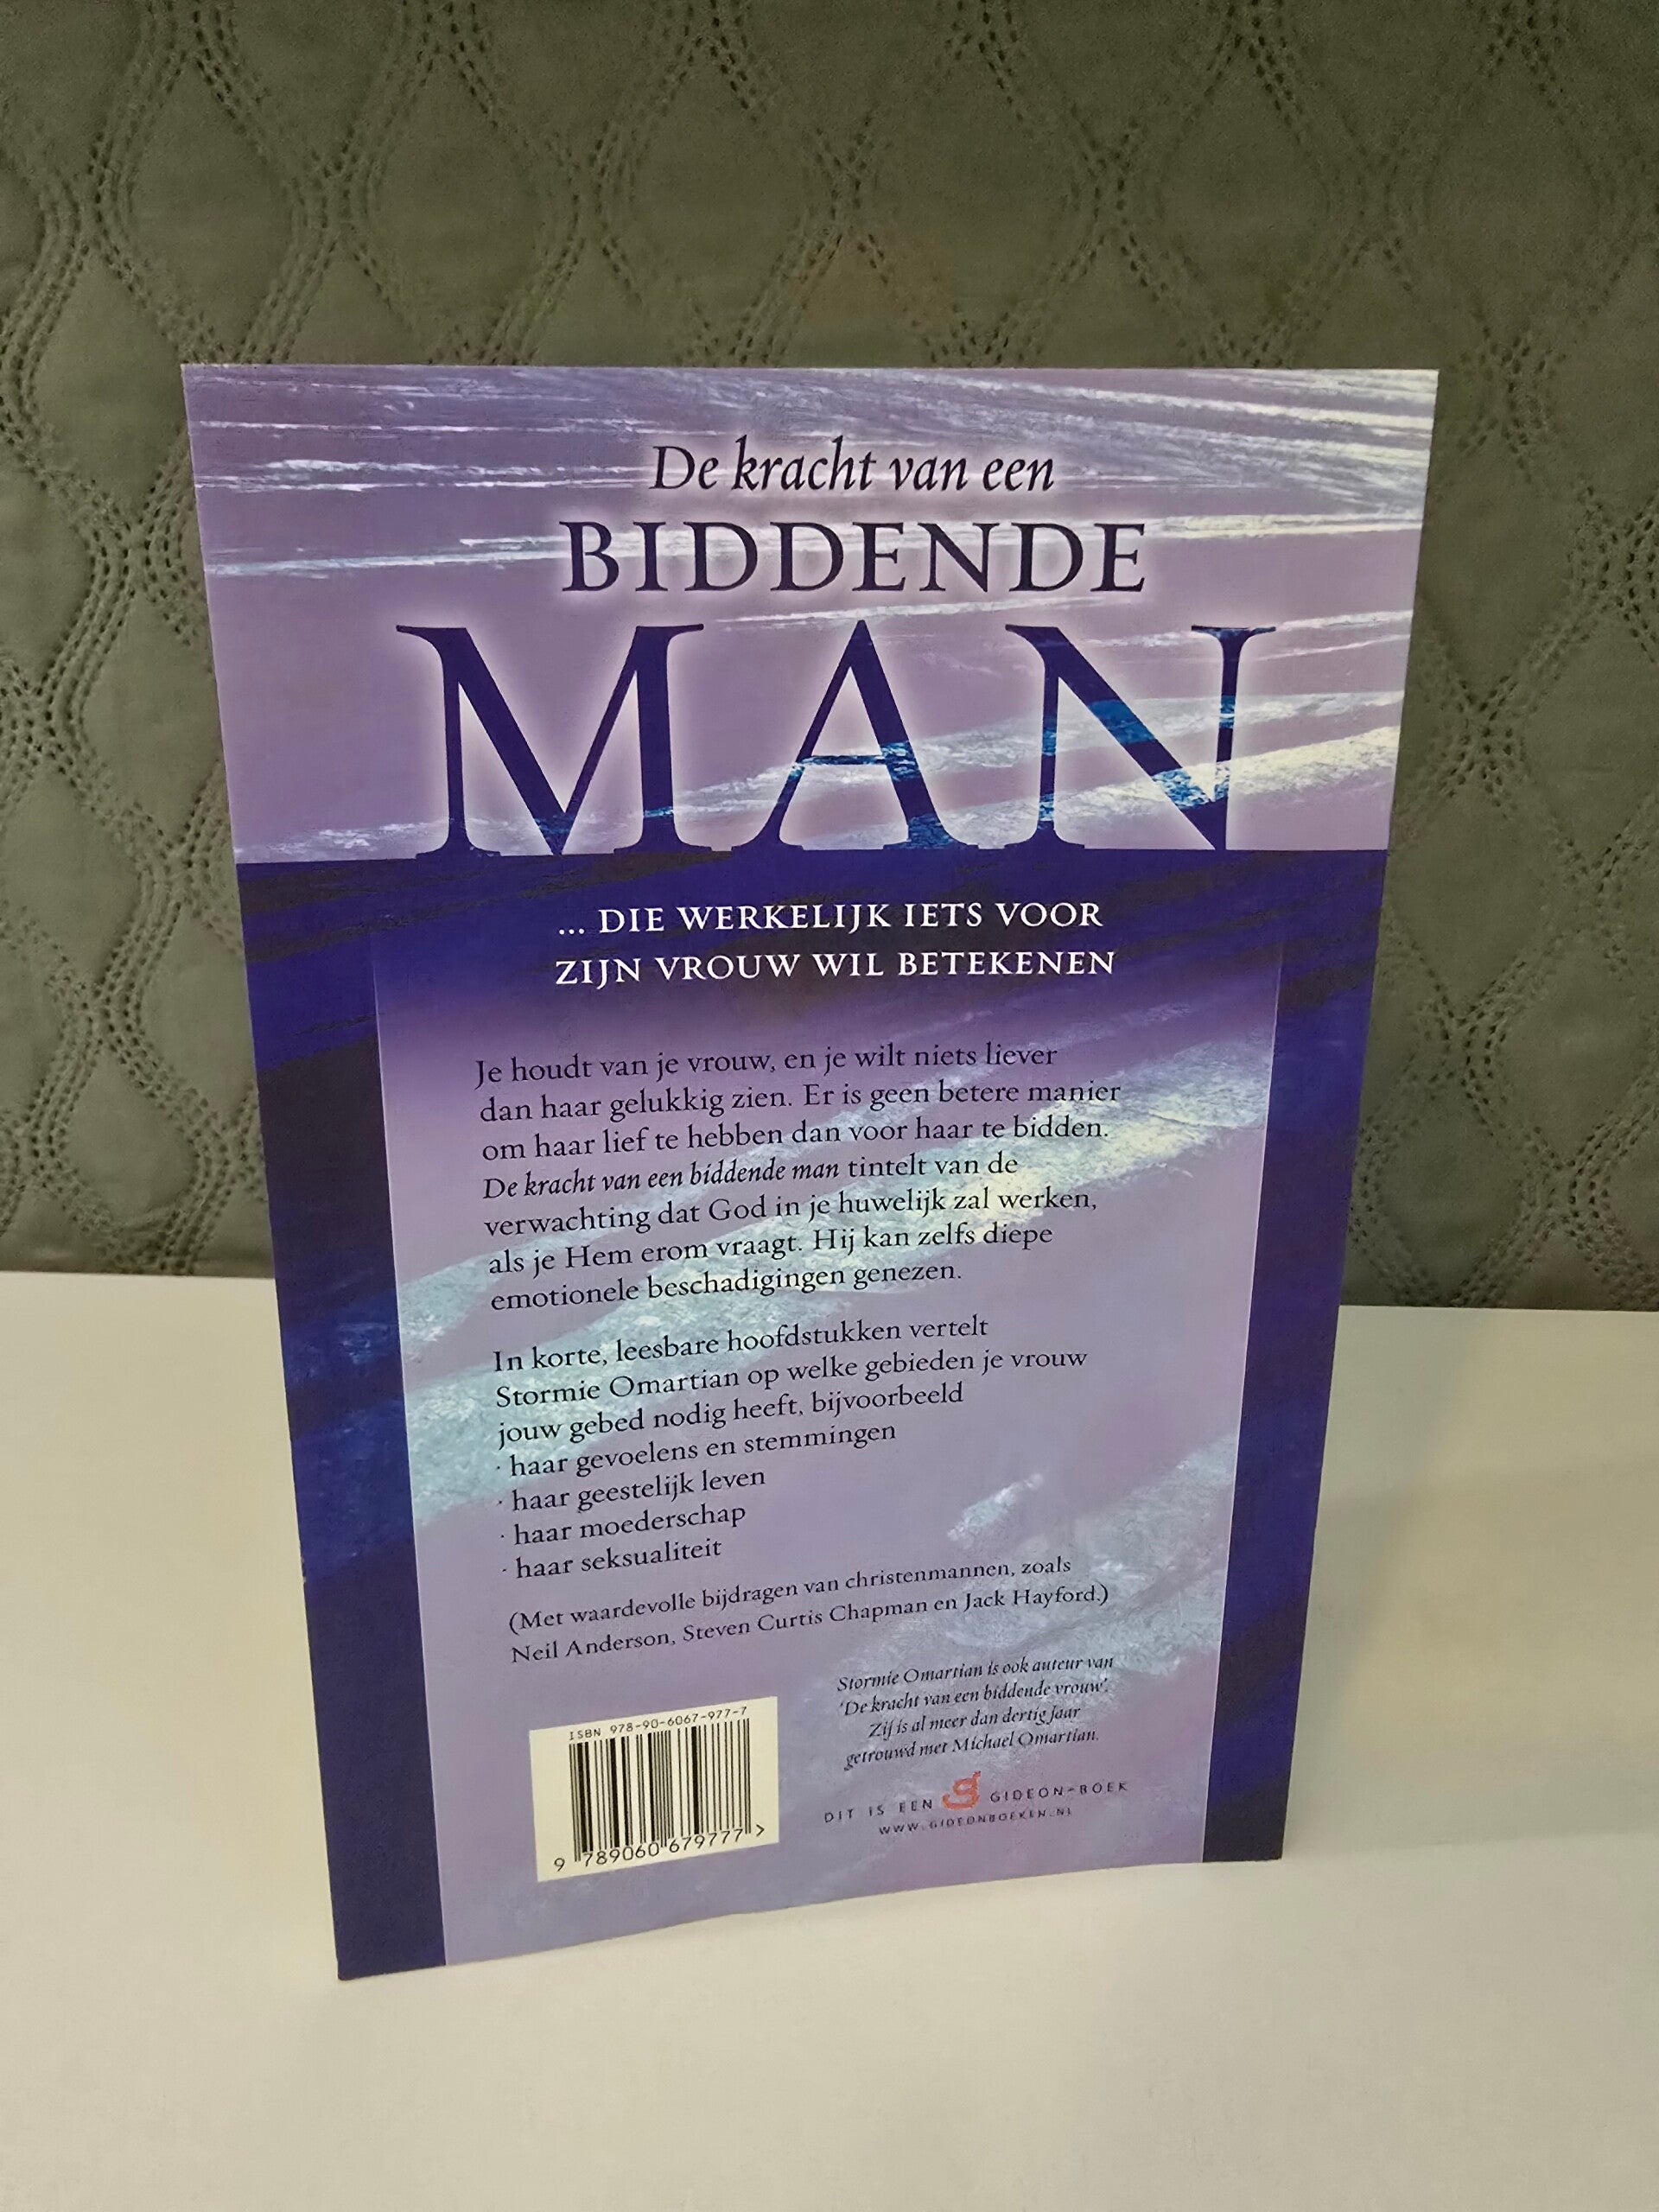 De kracht van een
BIDDENDE
MAN
... DIE WERKELIJK IETS VOOR
ZIJN VROUW WIL BETEKENEN
Je houdt van je vrouw, en je wilt niets liever
dan haar gelukkig zien. Er is geen betere manier
om haar lief te hebben dan voor haar te bidden.
De kracht van een biddende man tintelt van de
verwachting dat God in je huwelijk zal werken,
als je Hem erom vraagt. Hij kan zelfs diepe
emotionele beschadigingen genezen.
In korte, leesbare hoofdstukken vertelt
Stormie Omartian op welke gebieden je vrouw
jouw gebed nodig heeft, bijvoorbeeld
· haar gevoelens en stemmingen
· haar geestelijk leven
· haar moederschap
· haar seksualiteit
(Met waardevolle bijdragen van christenmannen, zoals
Neil Anderson, Steven Curtis Chapman en Jack Hayford.)
Stormie Omartian is ook auteur van
'De kracht van een biddende vrouw'.
Zij is al meer dan dertig jaar
getrouwd met Michael Omartian.
ISBN 978-90-6067-977-7
9 789060 679777 >
DIT IS EEN g GIDEON-BOEK
WWW.GIDEONBOEKEN.NL